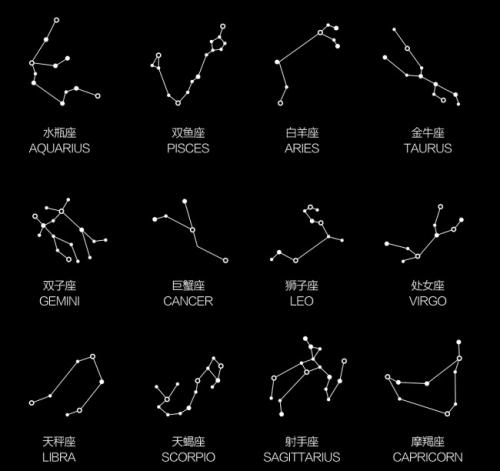 水瓶座
AQUARIUS
双鱼座
PISCES
白羊座
ARIES
金牛座
TAURUS
双子座
GEMINI
巨蟹座
CANCER
狮子座
LEO
处女座
VIRGO
天秤座
LIBRA
天蝎座
SCORPIO
射手座
SAGITTARIUS
摩羯座
CAPRICORN